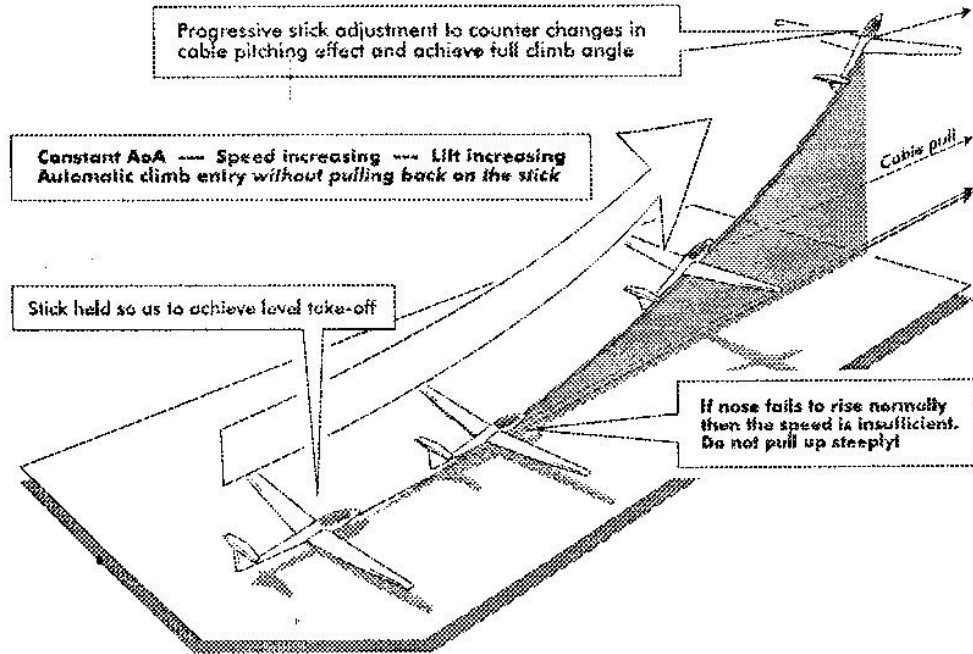 Progressive stick adjustment to counter changes in
cable pitching effect and achieve full climb angle
Constant AoA — Speed increasing — Lift increasing
Automatic climb entry without pulling back on the stick
Cable pull
Stick held so as to achieve level take-off
If nose fails to rise normally
then the speed is insufficient.
Do not pull up steeply!